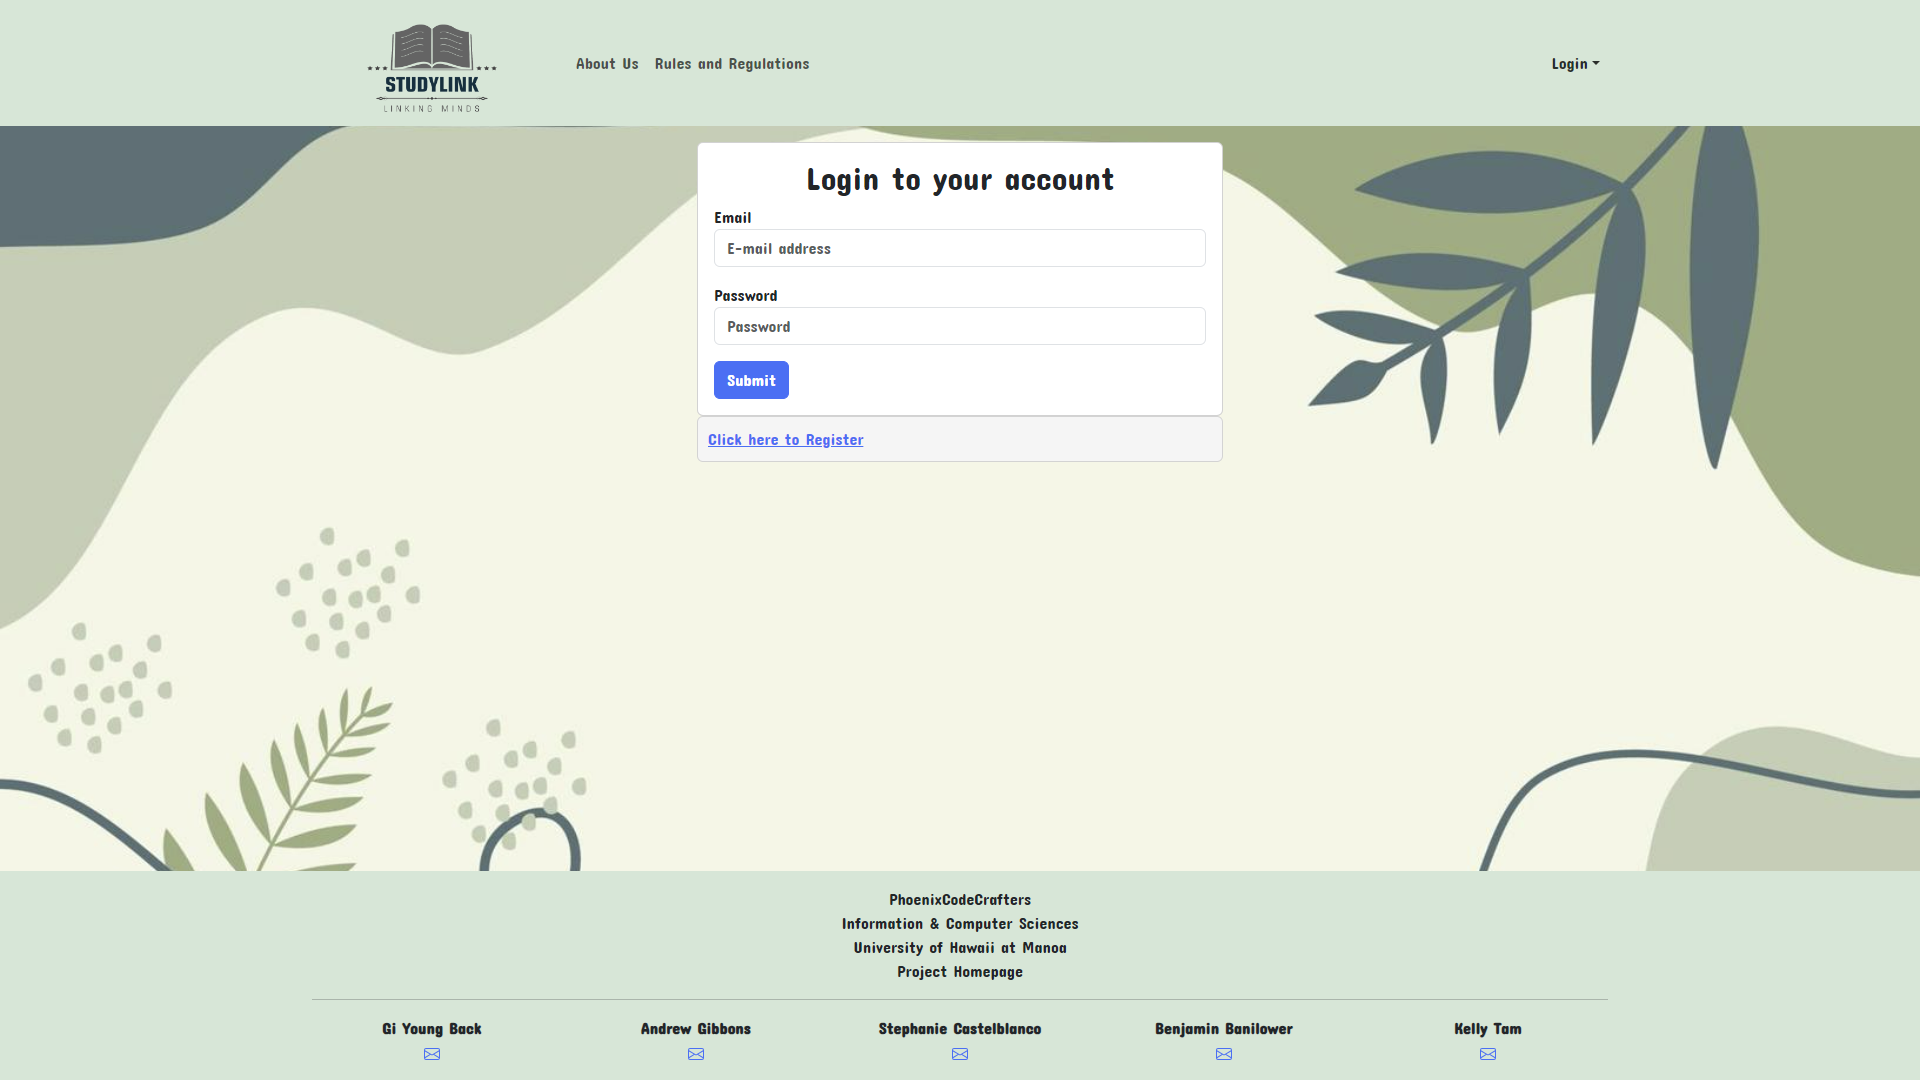 STUDYLINK
LINKING MINDS
About Us
Rules and Regulations
Login
Login to your account
Email
E-mail address
Password
Password
Submit
Click here to Register
PhoenixCodeCrafters
Information & Computer Sciences
University of Hawaii at Manoa
Project Homepage
Gi Young Back
Andrew Gibbons
Stephanie Castelblanco
Benjamin Banilower
Kelly Tam